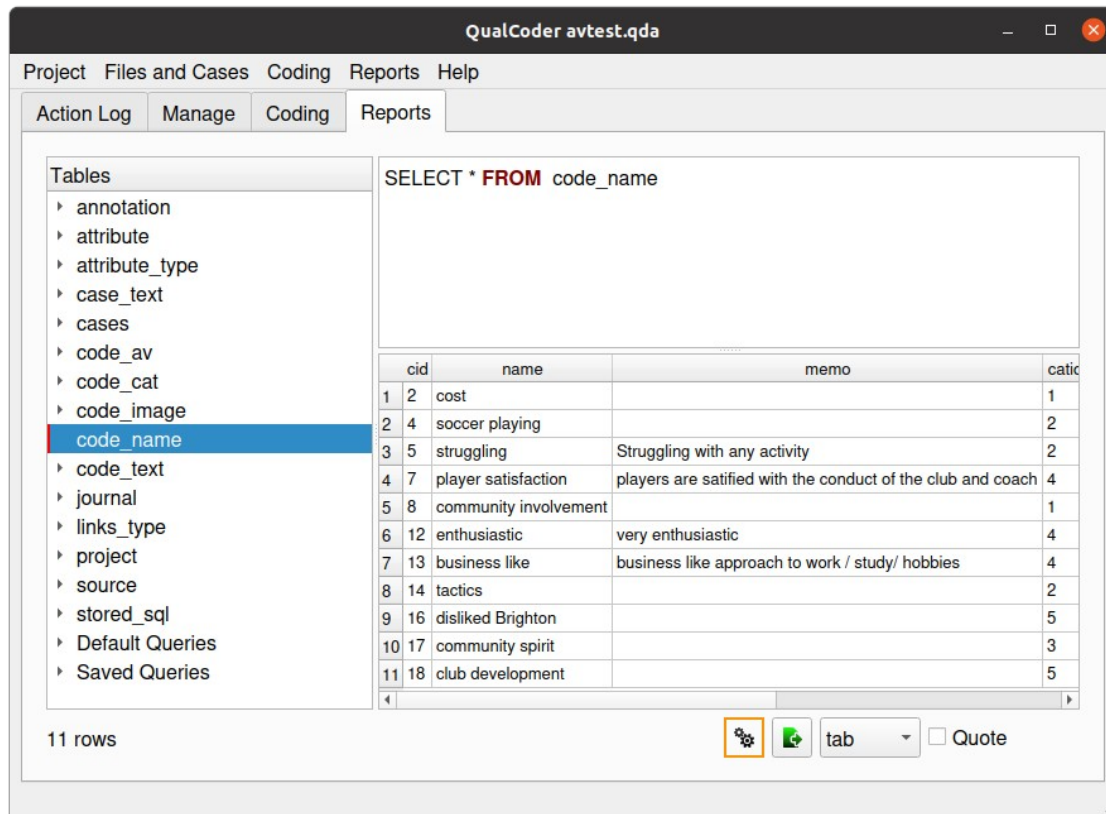 QualCoder avtest.qda
Project Files and Cases Coding Reports Help
Action Log Manage Coding Reports
Tables
annotation
attribute
attribute_type
case_text
cases
code_av
code_cat
code_image
code_name
code_text
journal
links_type
project
source
stored_sql
Default Queries
Saved Queries
SELECT * FROM code_name
cid name memo catid
1 2 cost 1
2 4 soccer playing 2
3 5 struggling Struggling with any activity 2
4 7 player satisfaction players are satified with the conduct of the club and coach 4
5 8 community involvement 1
6 12 enthusiastic very enthusiastic 4
7 13 business like business like approach to work / study/ hobbies 4
8 14 tactics 2
9 16 disliked Brighton 5
10 17 community spirit 3
11 18 club development 5
11 rows tab Quote